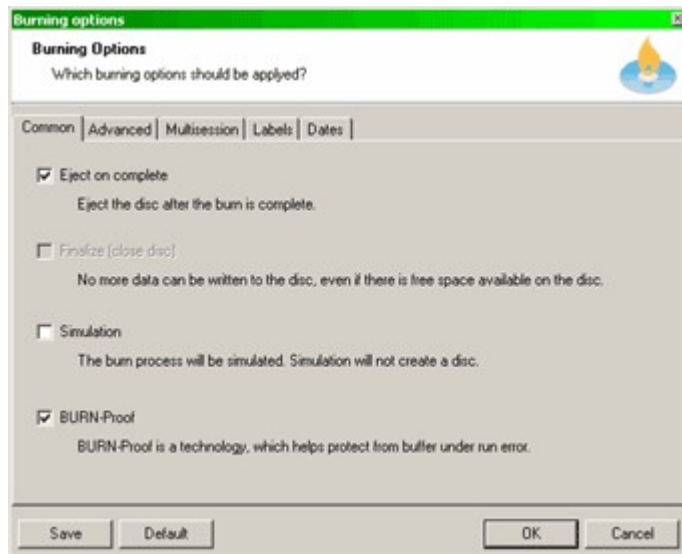 Burning options
Burning Options
Which burning options should be applyed?
Common Advanced Multisession Labels Dates
Eject on complete
Eject the disc after the burn is complete.
Finalize (close disc)
No more data can be written to the disc, even if there is free space available on the disc.
Simulation
The burn process will be simulated. Simulation will not create a disc.
BURN-Proof
BURN-Proof is a technology, which helps protect from buffer under run error.
Save Default OK Cancel